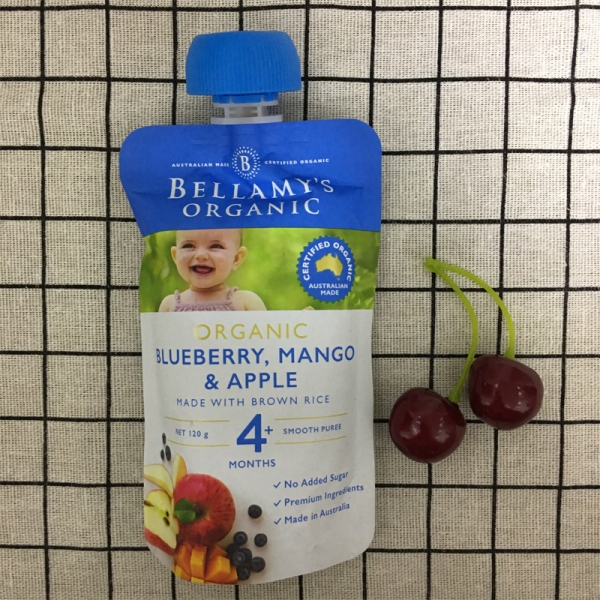 AUSTRALIAN MADE B CERTIFIED ORGANIC
BELLAMY'S
ORGANIC
CERTIFIED ORGANIC
AUSTRALIAN
MADE
ORGANIC
BLUEBERRY, MANGO
& APPLE
MADE WITH BROWN RICE
NET 120 g 4+ SMOOTH PUREE
MONTHS
✓ No Added Sugar
✓ Premium Ingredients
✓ Made in Australia